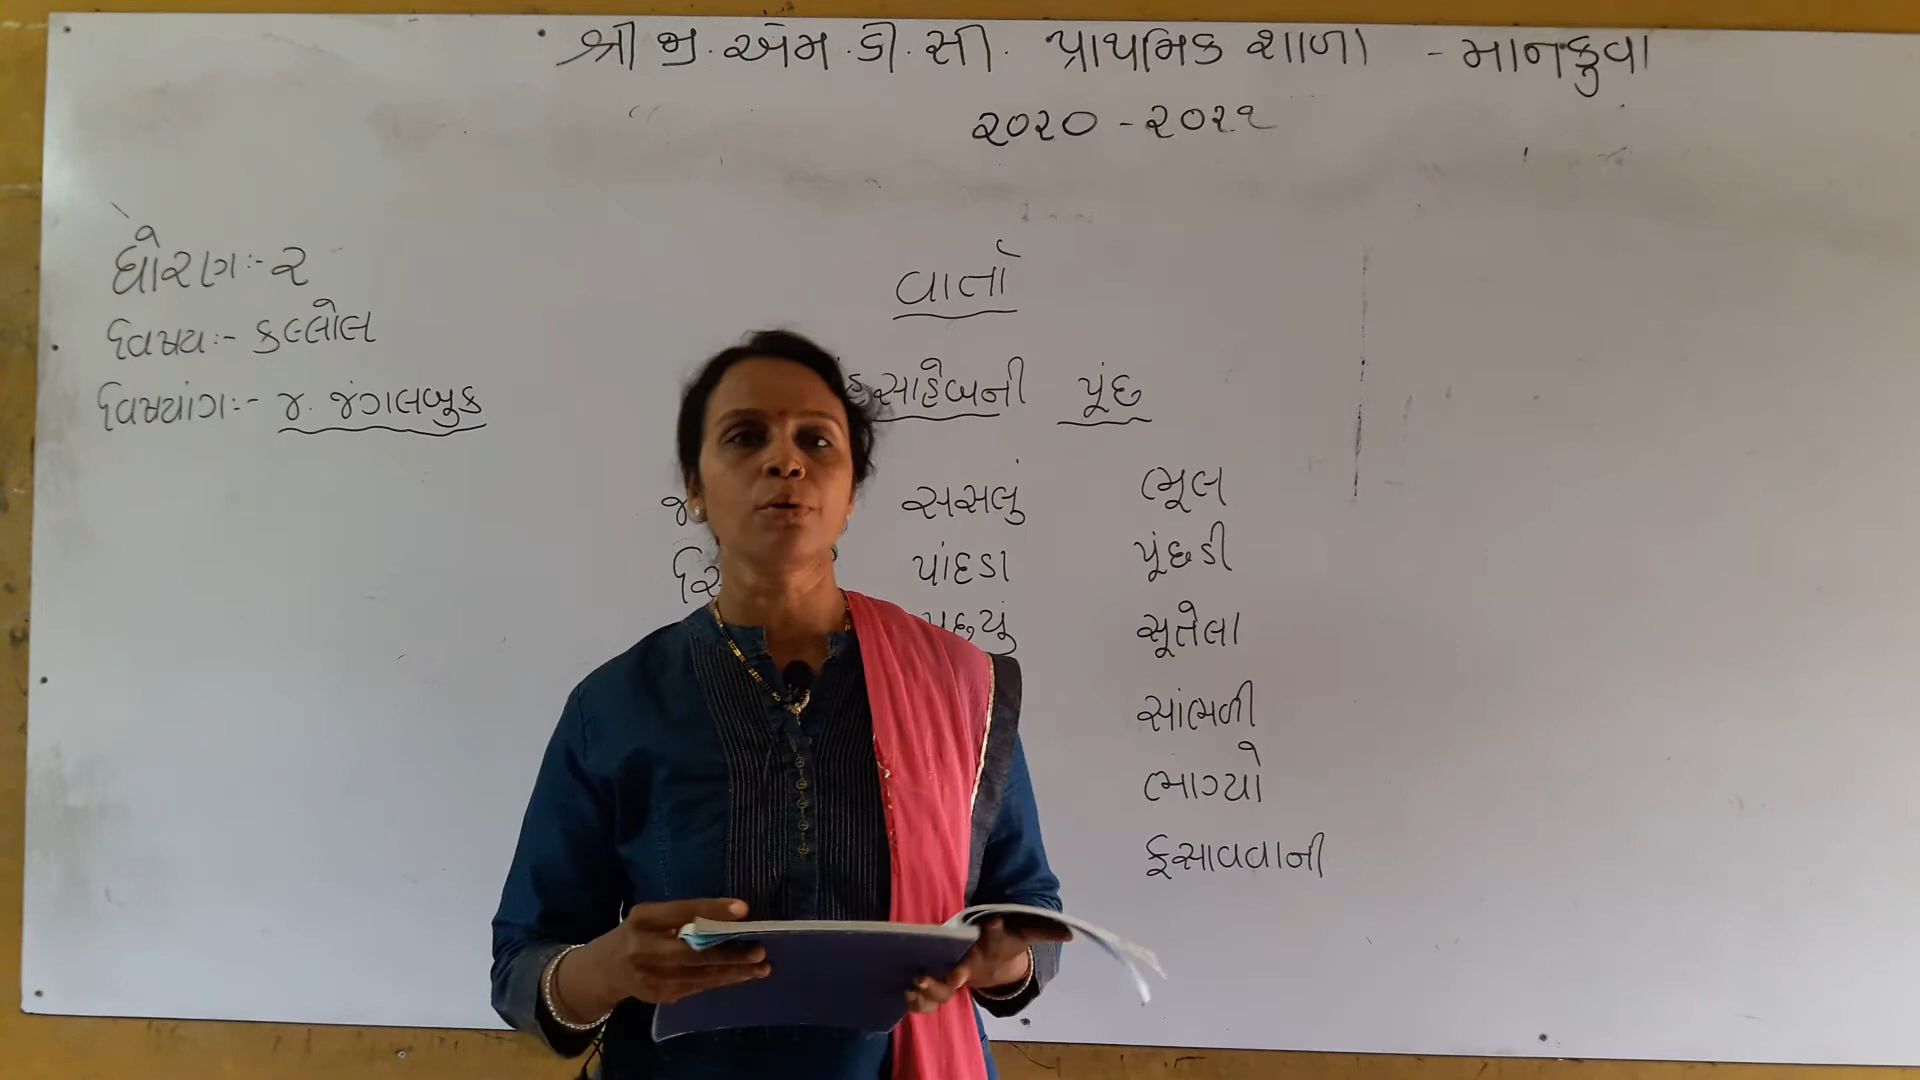 શ્રી જી. એમ. ડી. સી. પ્રાથમિક શાળા - માનકુવા
૨૦૨૦ - ૨૦૨૧
ધોરણ:- ૨
વિષય:- કલ્લોલ
વિષયાંગ:- ૪. જંગલબુક
વાર્તા
હસાહેબની પૂંછ
સસલું ભૂલ
પાંદડા પૂંછડી
સૂતેલા
સાંભળી
ભાગ્યો
ફસાવવાની